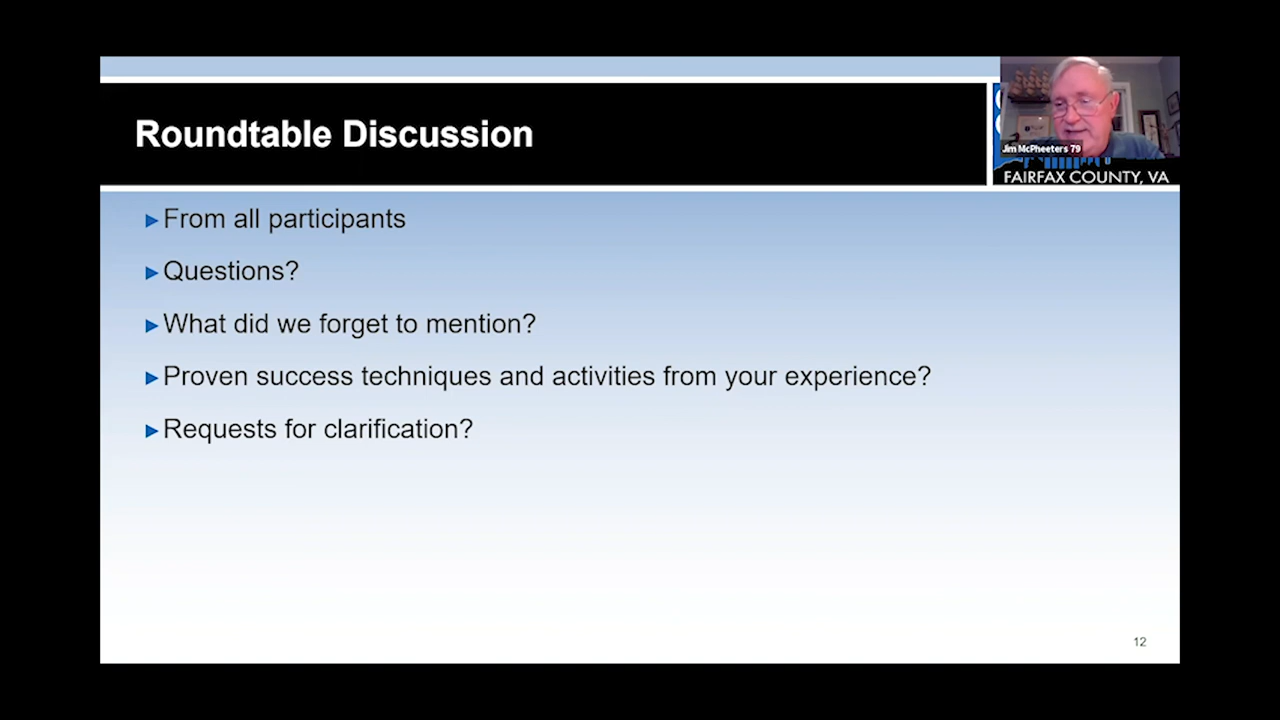 Roundtable Discussion
Jim McPheeters 79
FAIRFAX COUNTY, VA
►From all participants
►Questions?
►What did we forget to mention?
►Proven success techniques and activities from your experience?
►Requests for clarification?
12